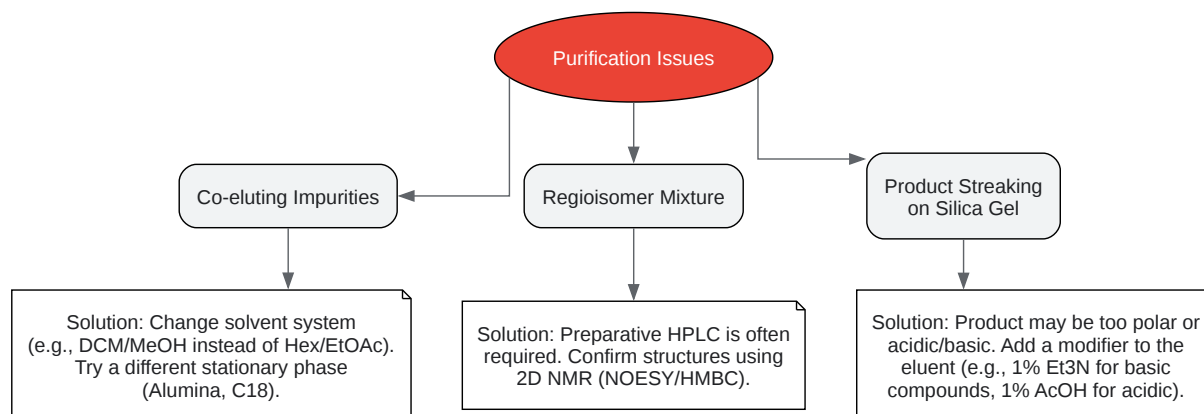 Purification Issues
Co-eluting Impurities
Regioisomer Mixture
Product Streaking
on Silica Gel
Solution: Change solvent system
(e.g., DCM/MeOH instead of Hex/EtOAc).
Try a different stationary phase
(Alumina, C18).
Solution: Preparative HPLC is often
required. Confirm structures using
2D NMR (NOESY/HMBC).
Solution: Product may be too polar or
acidic/basic. Add a modifier to the
eluent (e.g., 1% Et3N for basic
compounds, 1% AcOH for acidic).